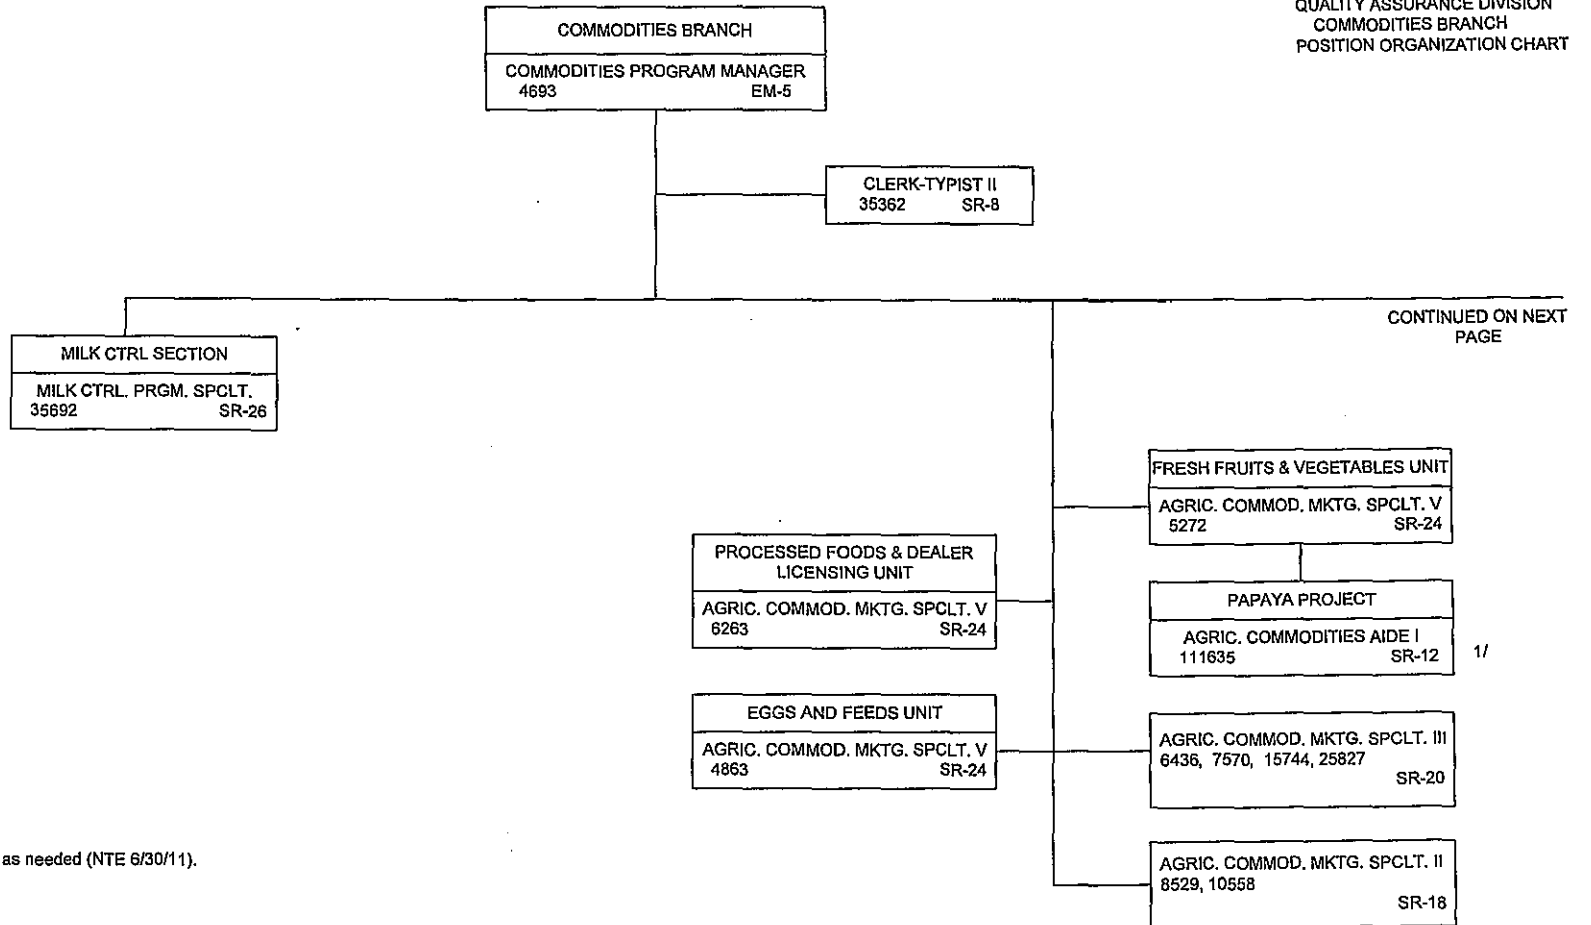 QUALITY ASSURANCE DIVISION
COMMODITIES BRANCH
POSITION ORGANIZATION CHART
COMMODITIES BRANCH
COMMODITIES PROGRAM MANAGER
4693 EM-5
CLERK-TYPIST II
35362 SR-8
CONTINUED ON NEXT
PAGE
MILK CTRL SECTION
MILK CTRL. PRGM. SPCLT.
35692 SR-26
FRESH FRUITS & VEGETABLES UNIT
AGRIC. COMMOD. MKTG. SPCLT. V
5272 SR-24
PROCESSED FOODS & DEALER
LICENSING UNIT
AGRIC. COMMOD. MKTG. SPCLT. V
6263 SR-24
PAPAYA PROJECT
AGRIC. COMMODITIES AIDE I
111635 SR-12 1/
EGGS AND FEEDS UNIT
AGRIC. COMMOD. MKTG. SPCLT. V
4863 SR-24
AGRIC. COMMOD. MKTG. SPCLT. III
6436, 7570, 15744, 25827
SR-20
as needed (NTE 6/30/11).
AGRIC. COMMOD. MKTG. SPCLT. II
8529, 10558
SR-18